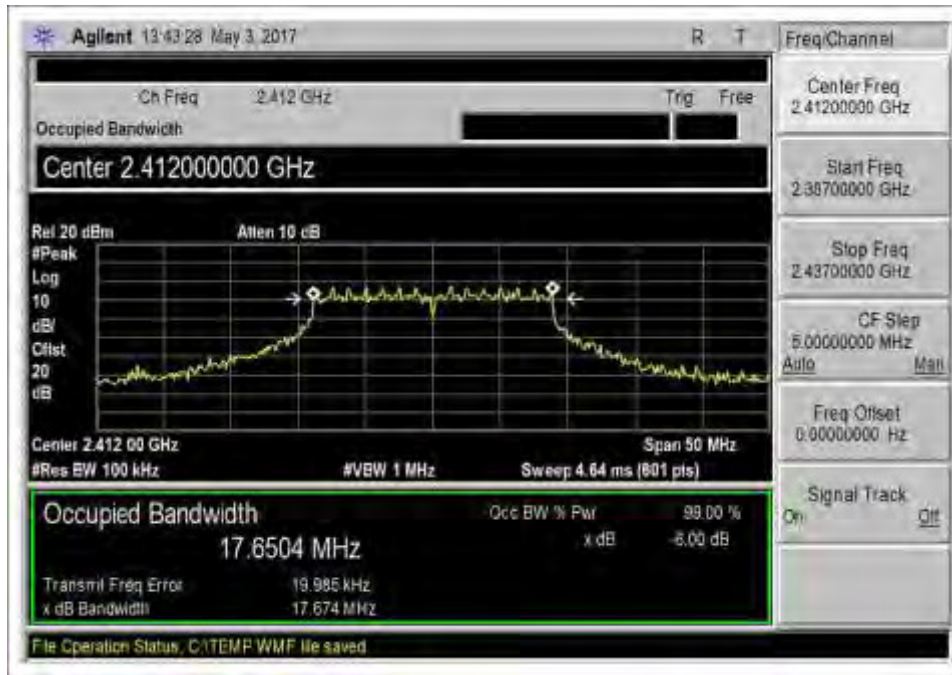 Agilent 13:43:28 May 3, 2017 R T
Ch Freq 2.412 GHz Trig Free
Occupied Bandwidth
Center 2.412000000 GHz
Ref 20 dBm Atten 10 dB
#Peak
Log
10
dB/
Offst
20
dB
Center 2.412 00 GHz Span 50 MHz
#Res BW 100 kHz #VBW 1 MHz Sweep 4.64 ms (601 pts)
Occupied Bandwidth Occ BW % Pwr 99.00 %
17.6504 MHz x dB -6.00 dB
Transmit Freq Error 19.985 kHz
x dB Bandwidth 17.674 MHz
File Operation Status, C:\TEMP.WMF file saved
Freq/Channel
Center Freq
2.41200000 GHz
Start Freq
2.38700000 GHz
Stop Freq
2.43700000 GHz
CF Step
5.00000000 MHz
Auto Man
Freq Offset
0.00000000 Hz
Signal Track
On Off